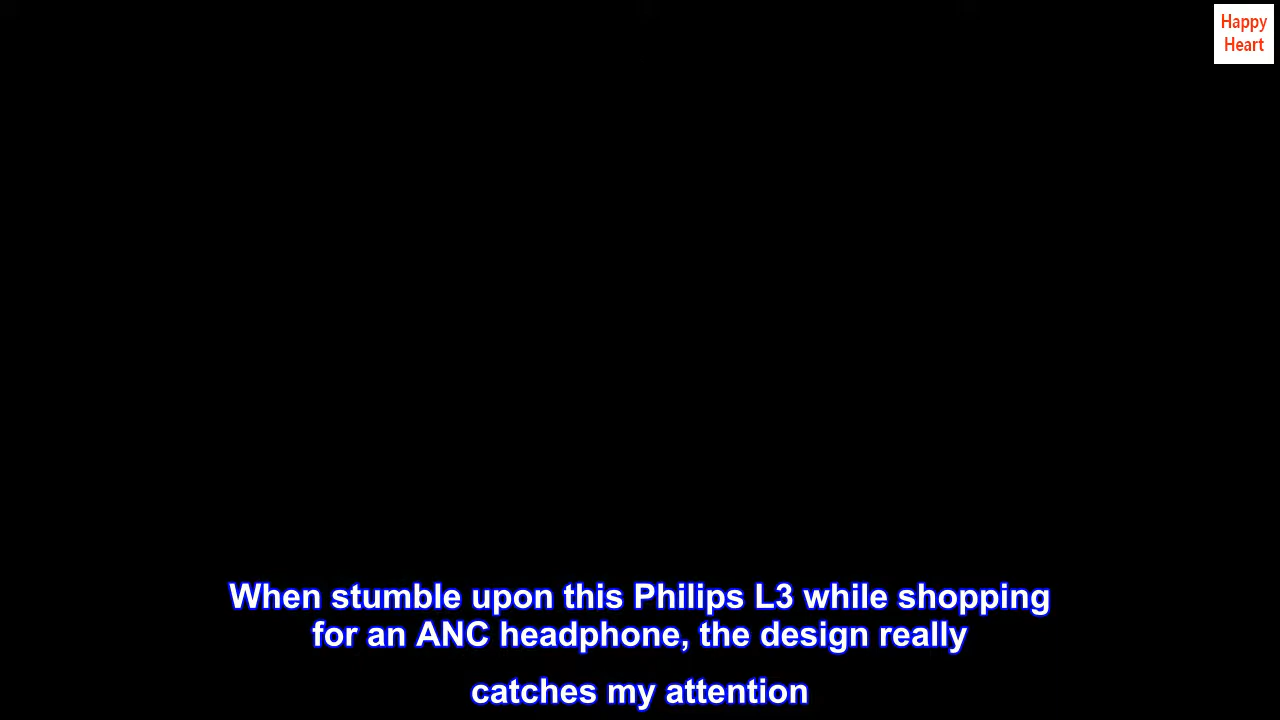 Happy
Heart
When stumble upon this Philips L3 while shopping
for an ANC headphone, the design really
catches my attention